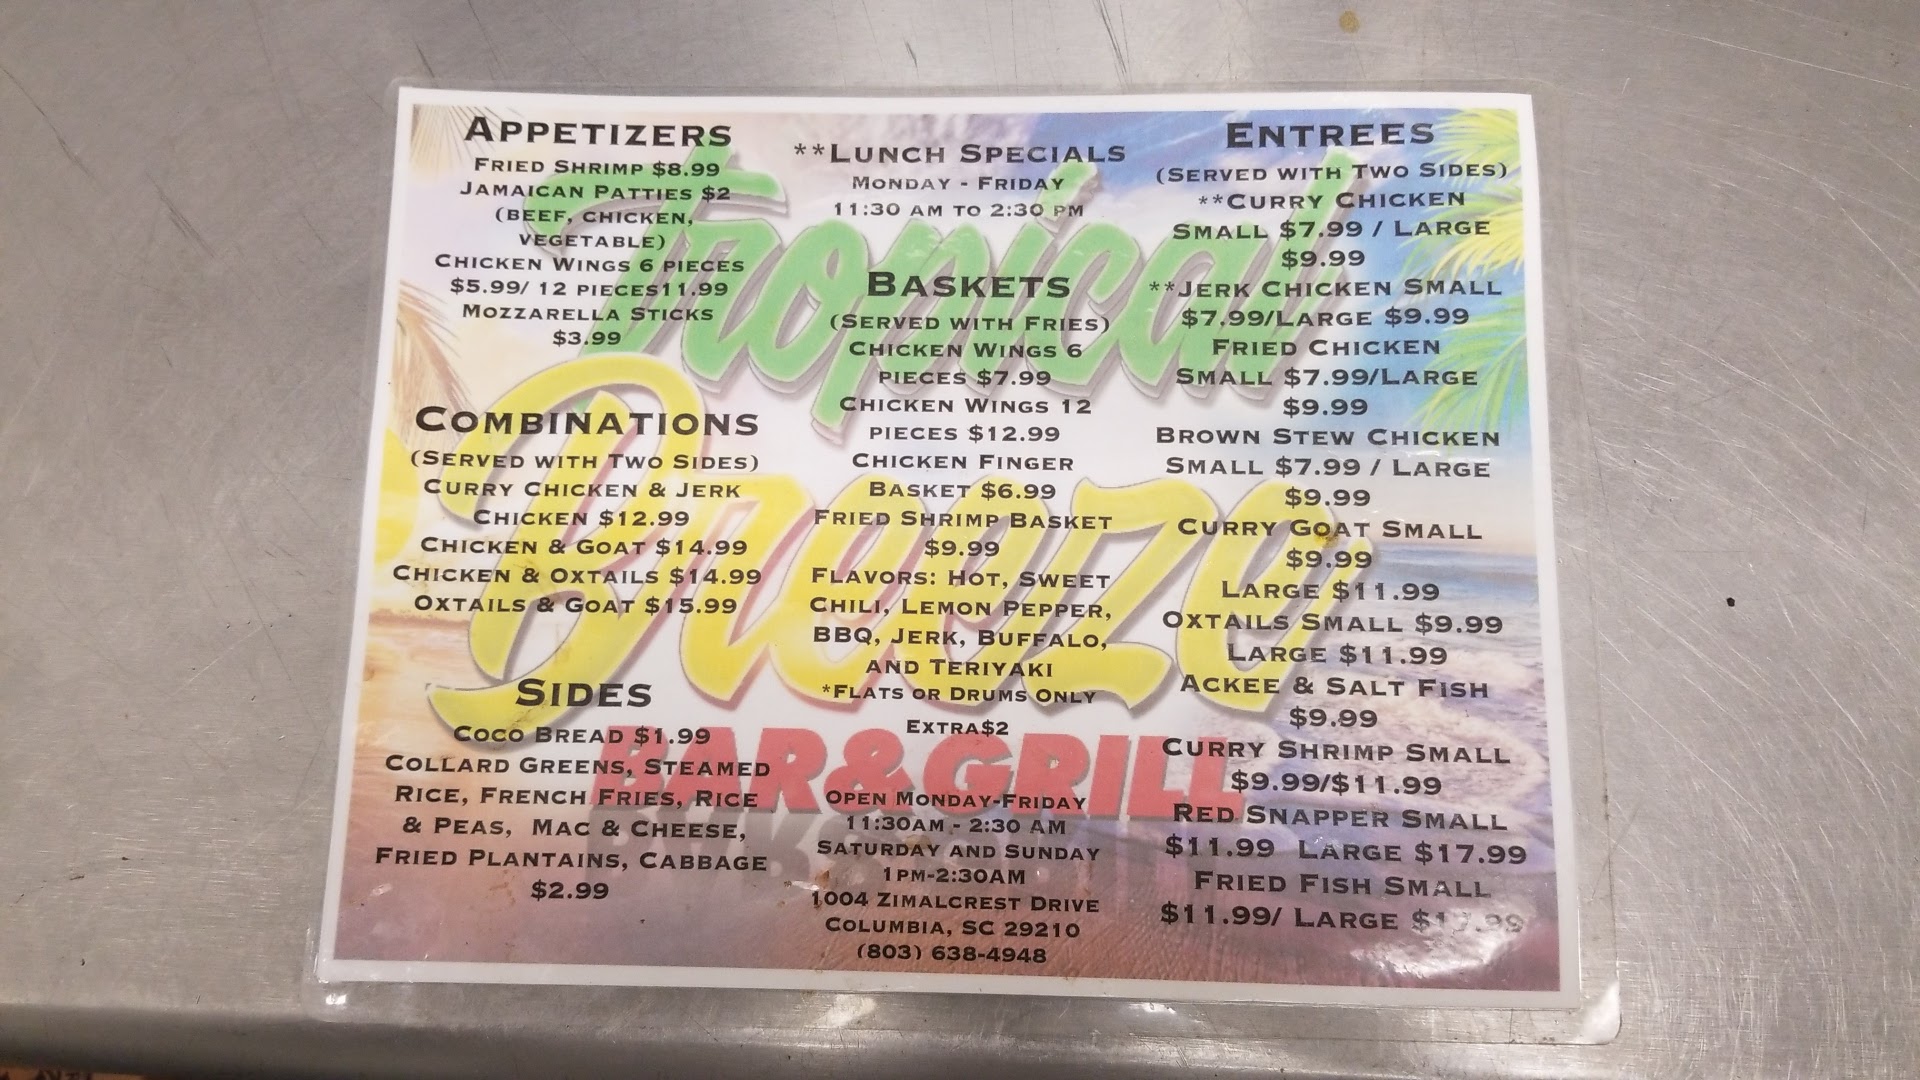 APPETIZERS
FRIED SHRIMP $8.99
JAMAICAN PATTIES $2
(BEEF, CHICKEN,
VEGETABLE)
CHICKEN WINGS 6 PIECES
$5.99/ 12 PIECES11.99
MOZZARELLA STICKS
$3.99
COMBINATIONS
(SERVED WITH TWO SIDES)
CURRY CHICKEN & JERK
CHICKEN $12.99
CHICKEN & GOAT $14.99
CHICKEN & OXTAILS $14.99
OXTAILS & GOAT $15.99
SIDES
COCO BREAD $1.99
COLLARD GREENS, STEAMED
RICE, FRENCH FRIES, RICE
& PEAS, MAC & CHEESE,
FRIED PLANTAINS, CABBAGE
$2.99
**LUNCH SPECIALS
MONDAY - FRIDAY
11:30 AM TO 2:30 PM
BASKETS
(SERVED WITH FRIES)
CHICKEN WINGS 6
PIECES $7.99
CHICKEN WINGS 12
PIECES $12.99
CHICKEN FINGER
BASKET $6.99
FRIED SHRIMP BASKET
$9.99
FLAVORS: HOT, SWEET
CHILI, LEMON PEPPER,
BBQ, JERK, BUFFALO,
AND TERIYAKI
*FLATS OR DRUMS ONLY
EXTRA$2
OPEN MONDAY-FRIDAY
11:30AM - 2:30 AM
SATURDAY AND SUNDAY
1PM-2:30AM
1004 ZIMALCREST DRIVE
COLUMBIA, SC 29210
(803) 638-4948
ENTREES
(SERVED WITH TWO SIDES)
**CURRY CHICKEN
SMALL $7.99 / LARGE
$9.99
**JERK CHICKEN SMALL
$7.99/LARGE $9.99
FRIED CHICKEN
SMALL $7.99/LARGE
$9.99
BROWN STEW CHICKEN
SMALL $7.99 / LARGE
$9.99
CURRY GOAT SMALL
$9.99
LARGE $11.99
OXTAILS SMALL $9.99
LARGE $11.99
ACKEE & SALT FISH
$9.99
CURRY SHRIMP SMALL
$9.99/$11.99
RED SNAPPER SMALL
$11.99 LARGE $17.99
FRIED FISH SMALL
$11.99/ LARGE
Tropical
Breeze
BAR&GRILL